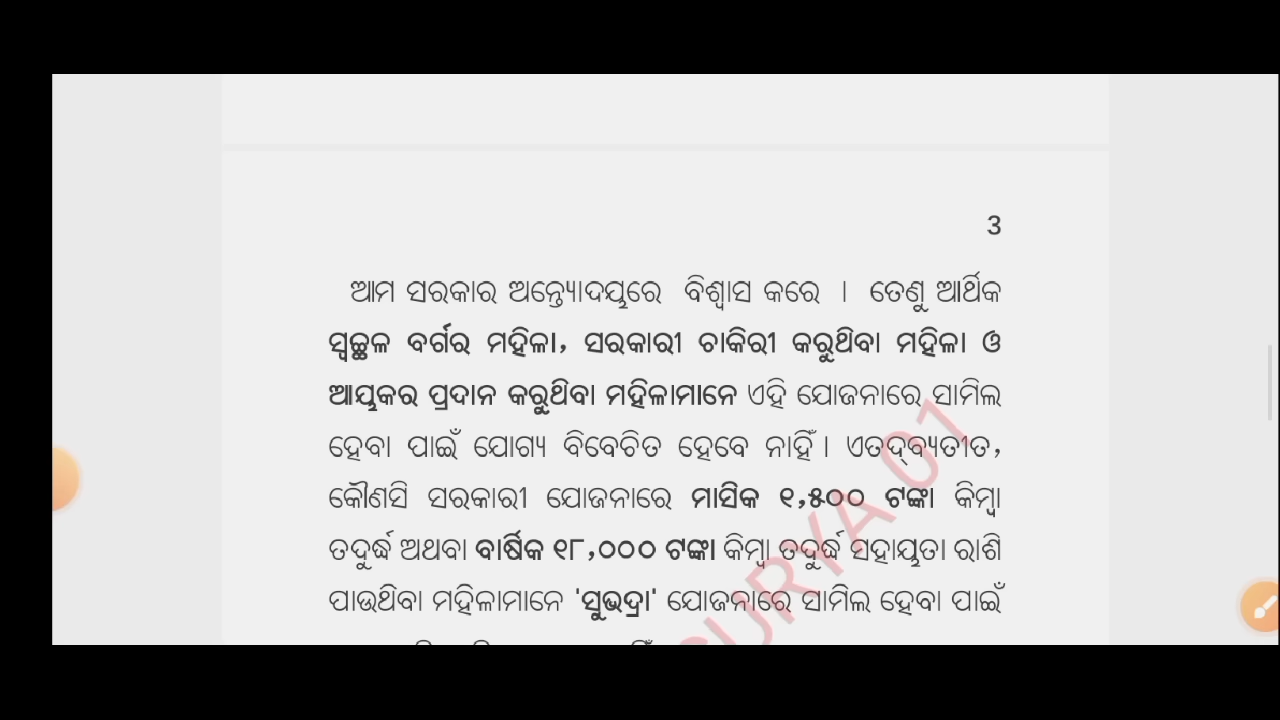 3
ଆମ ସରକାର ଅନ୍ତ୍ୟୋଦୟରେ ବିଶ୍ୱାସ କରେ । ତେଣୁ ଆର୍ଥିକ
ସ୍ୱଚ୍ଛଳ ବର୍ଗର ମହିଳା, ସରକାରୀ ଚାକିରୀ କରୁଥିବା ମହିଳା ଓ
ଆୟକର ପ୍ରଦାନ କରୁଥିବା ମହିଳାମାନେ ଏହି ଯୋଜନାରେ ସାମିଲ
ହେବା ପାଇଁ ଯୋଗ୍ୟ ବିବେଚିତ ହେବେ ନାହିଁ । ଏତଦ୍‌ବ୍ୟତୀତ,
କୌଣସି ସରକାରୀ ଯୋଜନାରେ ମାସିକ ୧,୫୦୦ ଟଙ୍କା କିମ୍ବା
ତଦୁର୍ଦ୍ଧ ଅଥବା ବାର୍ଷିକ ୧୮,୦୦୦ ଟଙ୍କା କିମ୍ବା ତଦୁର୍ଦ୍ଧ ସହାୟତା ରାଶି
ପାଉଥିବା ମହିଳାମାନେ 'ସୁଭଦ୍ରା' ଯୋଜନାରେ ସାମିଲ ହେବା ପାଇଁ
SURYA 01